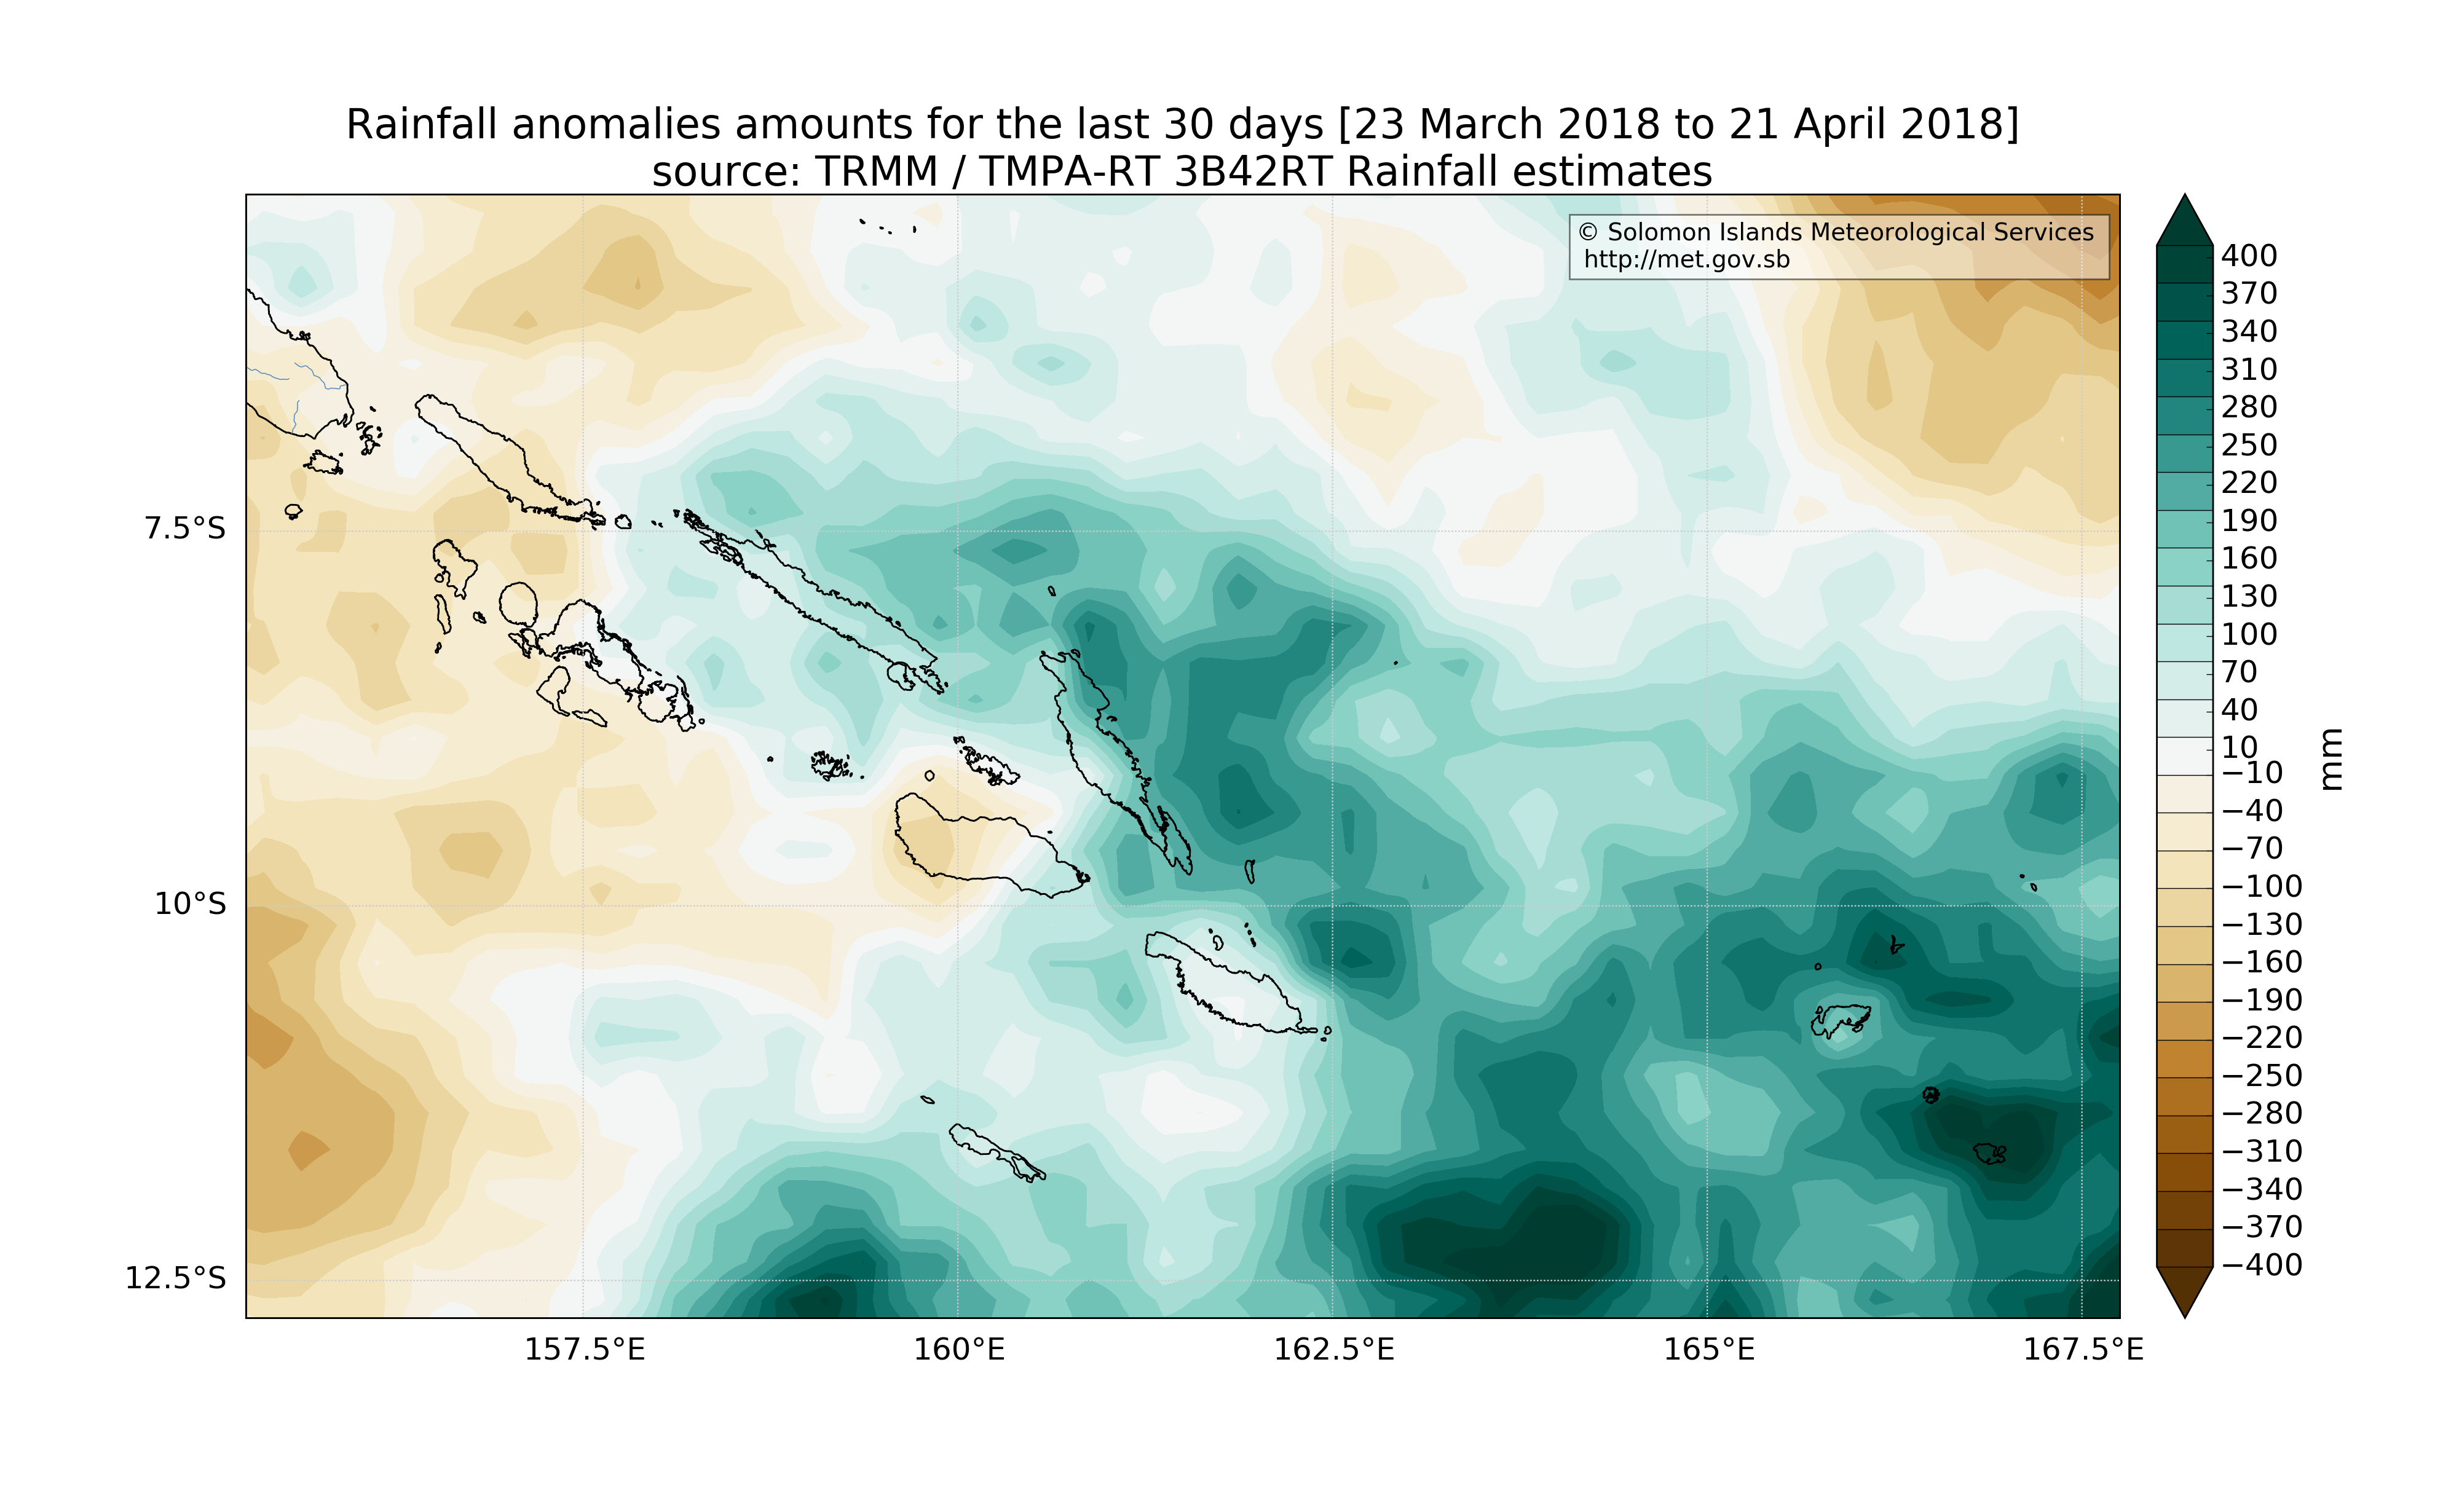 Rainfall anomalies amounts for the last 30 days [23 March 2018 to 21 April 2018]
source: TRMM / TMPA-RT 3B42RT Rainfall estimates
© Solomon Islands Meteorological Services
http://met.gov.sb
7.5°S
10°S
12.5°S
157.5°E
160°E
162.5°E
165°E
167.5°E
400
370
340
310
280
250
220
190
160
130
100
70
40
10
−10
−40
−70
−100
−130
−160
−190
−220
−250
−280
−310
−340
−370
−400
mm